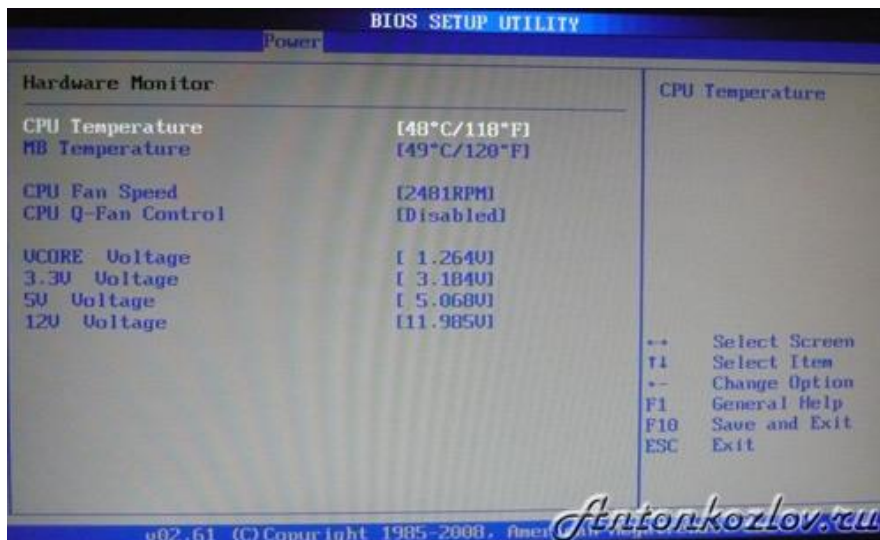 BIOS SETUP UTILITY
Power
Hardware Monitor
CPU Temperature [48°C/118°F]
MB Temperature [49°C/120°F]
CPU Fan Speed [2481RPM]
CPU Q-Fan Control [Disabled]
VCORE Voltage [ 1.264V]
3.3V Voltage [ 3.184V]
5V Voltage [ 5.068V]
12V Voltage [11.985V]
CPU Temperature
←→ Select Screen
↑↓ Select Item
+- Change Option
F1 General Help
F10 Save and Exit
ESC Exit
v02.61 (C)Copyright 1985-2008,
Antonkozlov.ru